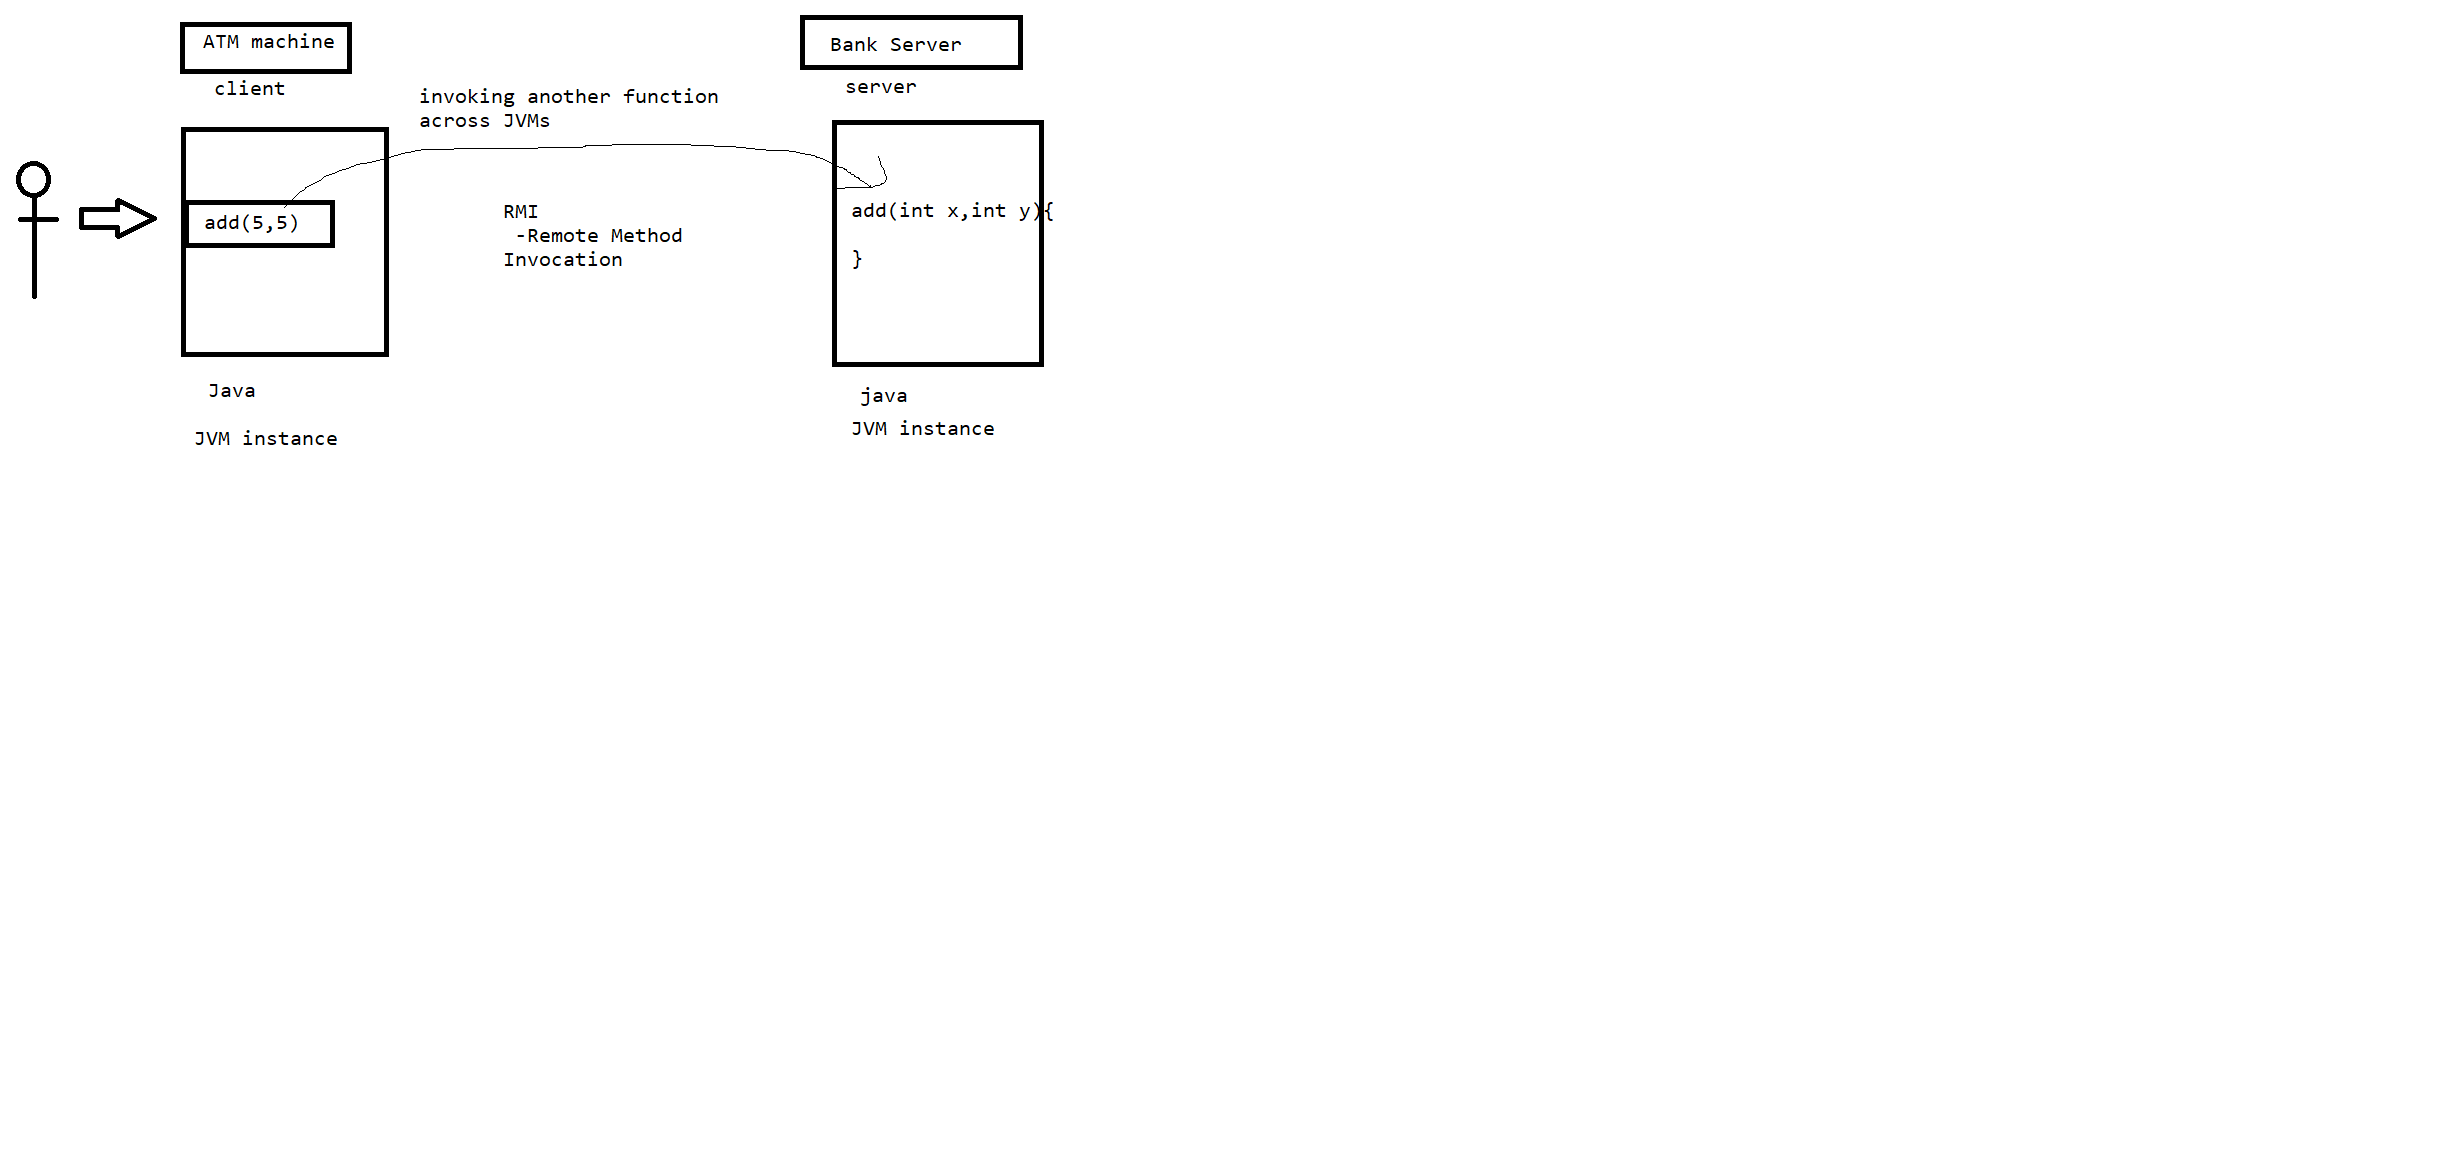 ATM machine
client
Bank Server
server
invoking another function
across JVMs
add(5,5)
RMI
-Remote Method
Invocation
add(int x,int y){
}
Java
JVM instance
java
JVM instance